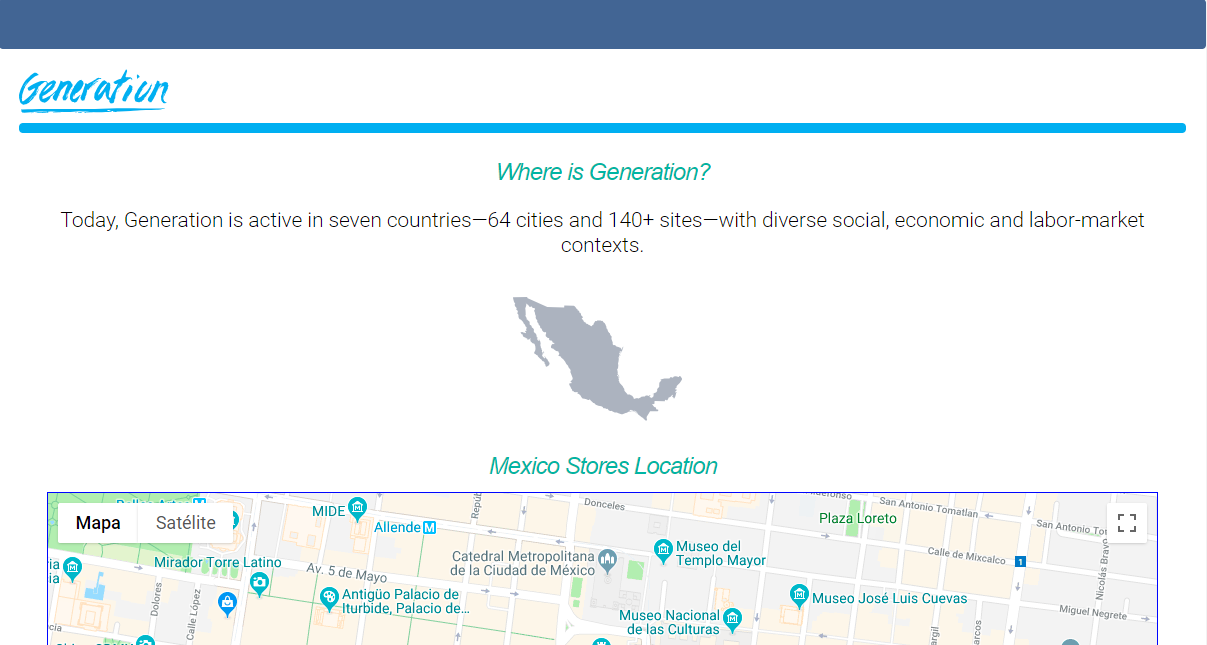 Generation
Where is Generation?
Today, Generation is active in seven countries—64 cities and 140+ sites—with diverse social, economic and labor-market
contexts.
Mexico Stores Location
Mapa
Satélite
MIDE
Allende M
Donceles
San Antonio Tomatlan
Plaza Loreto
San Antonio
Catedral Metropolitana
de la Ciudad de México
Museo del
Templo Mayor
Calle de Mixcalco
1
Mirador Torre Latino
Av. 5 de Mayo
Antigüo Palacio de
Iturbide, Palacio de...
Dolores
Calle López
Museo José Luis Cuevas
Museo Nacional
de las Culturas
Nicolás Bravo
Miguel Negrete